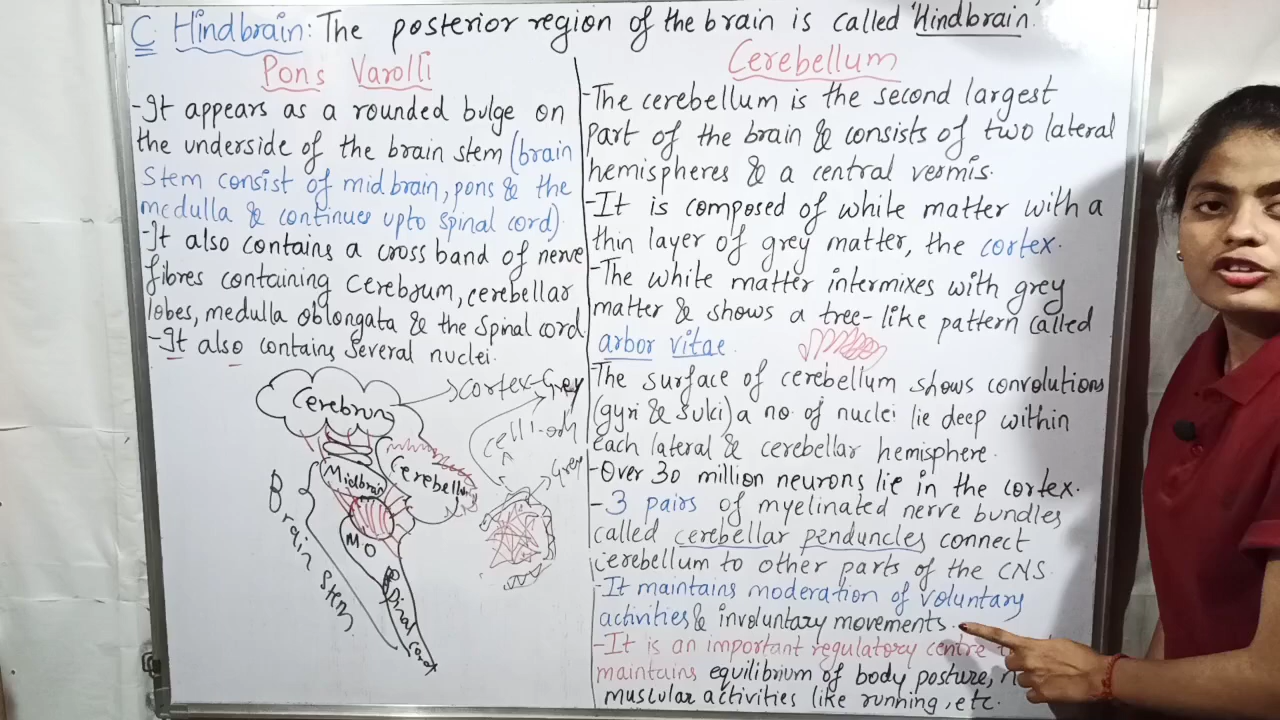 C Hindbrain: The posterior region of the brain is called 'Hindbrain.'
Pons Varolli
-It appears as a rounded bulge on
the underside of the brain stem (brain
stem consist of midbrain, pons & the
medulla & continues upto spinal cord).
-It also contains a cross band of nerve
fibres containing cerebrum, cerebellar
lobes, medulla oblongata & the spinal cord
-It also contains several nuclei.
Cerebrum
cortex-Grey
cell
Grey
Midbrain
Cerebellum
MO
Brain stem
Spinal cord
Cerebellum
-The cerebellum is the second largest
part of the brain & consists of two lateral
hemispheres & a central vermis.
-It is composed of white matter with a
thin layer of grey matter, the cortex.
-The white matter intermixes with grey
matter & shows a tree-like pattern called
arbor vitae.
The surface of cerebellum shows convolutions
(gyri & Sulci) a no. of nuclei lie deep within
each lateral & cerebellar hemisphere.
-Over 30 million neurons lie in the cortex.
- 3 pairs of myelinated nerve bundles
called cerebellar penduncles connect
cerebellum to other parts of the CNS.
-It maintains moderation of voluntary
activities & involuntary movements.
-It is an important regulatory centre
maintains equilibrium of body posture,
muscular activities like running, etc.